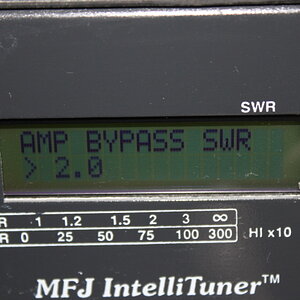 SWR
AMP BYPASS SWR
> 2.0
R 1 1.2 1.5 2 3 ∞
R 0 25 50 75 100 300 HI x10
MFJ IntelliTuner™